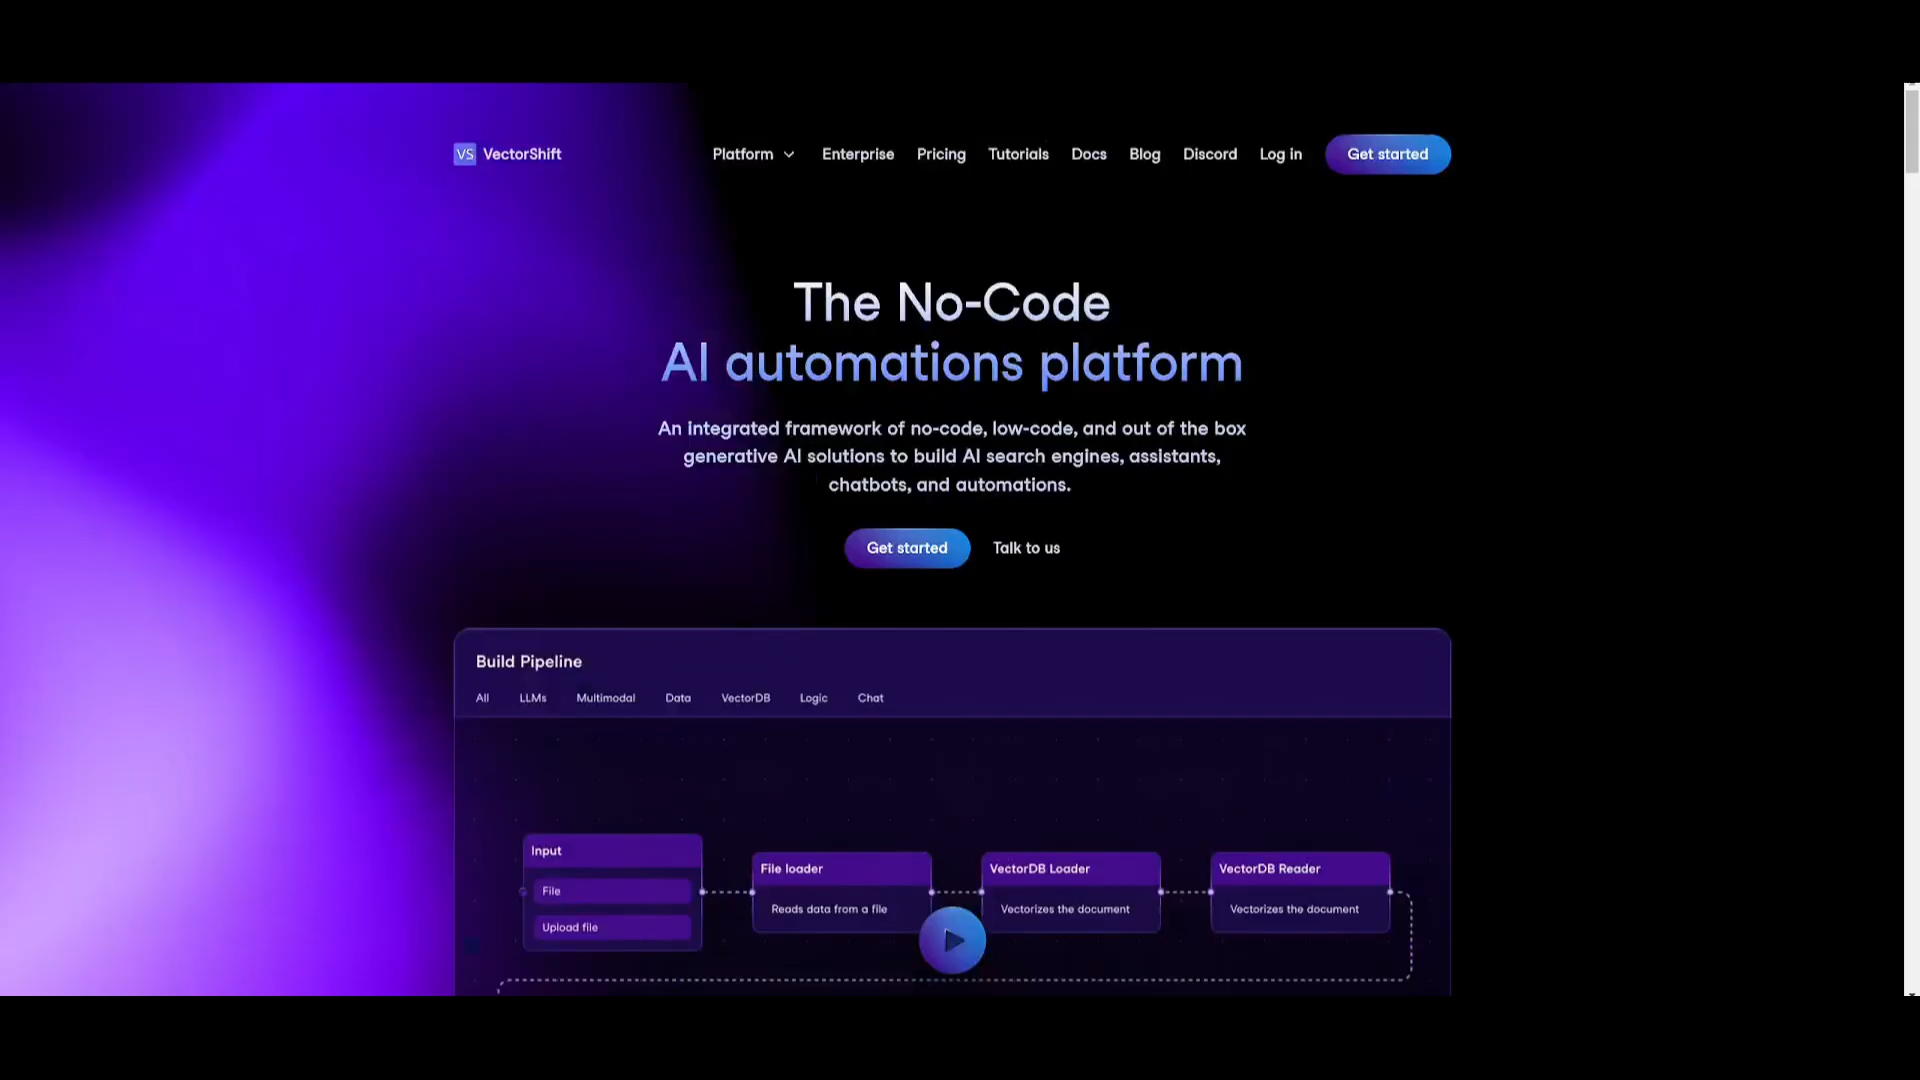 VS VectorShift
Platform Enterprise Pricing Tutorials Docs Blog Discord Log in Get started
The No-Code
AI automations platform
An integrated framework of no-code, low-code, and out of the box
generative AI solutions to build AI search engines, assistants,
chatbots, and automations.
Get started Talk to us
Build Pipeline
All LLMs Multimodal Data VectorDB Logic Chat
Input
File
Upload file
File loader
Reads data from a file
VectorDB Loader
Vectorizes the document
VectorDB Reader
Vectorizes the document